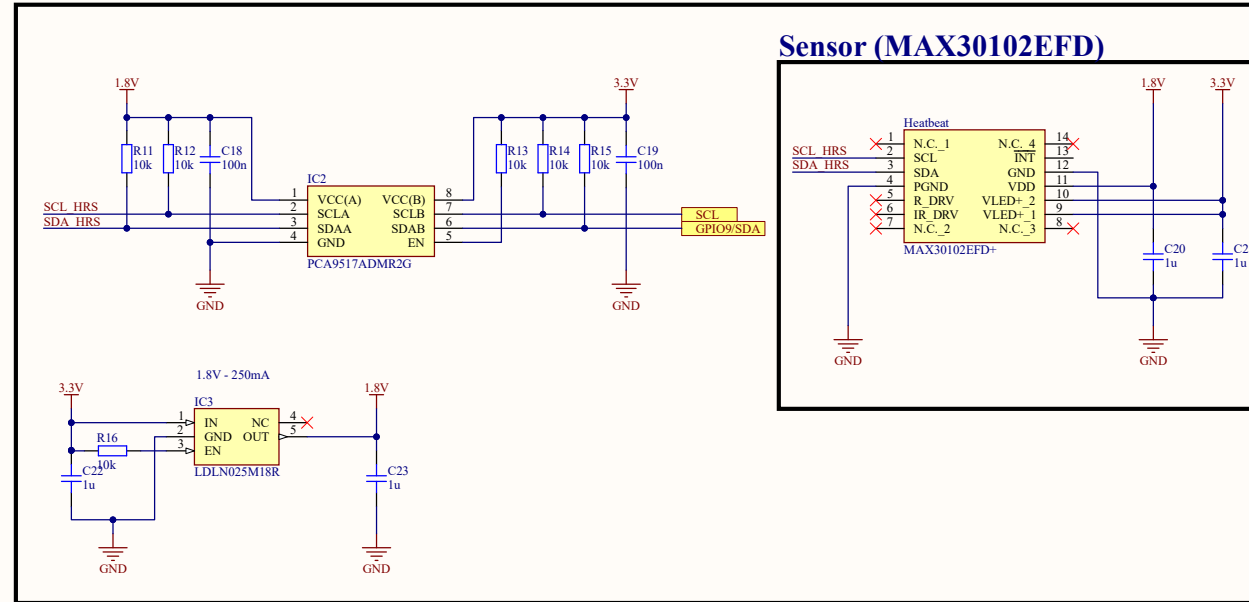 Sensor (MAX30102EFD)
1.8V
3.3V
R11
10k
R12
10k
C18
100n
R13
10k
R14
10k
R15
10k
C19
100n
IC2
1 VCC(A) VCC(B) 8
2 SCLA SCLB 7
3 SDAA SDAB 6
4 GND EN 5
PCA9517ADMR2G
SCL_HRS
SDA_HRS
SCL
GPIO9/SDA
GND
GND
1.8V
3.3V
Heatbeat
SCL_HRS
SDA_HRS
1 N.C._1 N.C._4 14
2 SCL INT 13
3 SDA GND 12
4 PGND VDD 11
5 R_DRV VLED+_2 10
6 IR_DRV VLED+_1 9
7 N.C._2 N.C._3 8
MAX30102EFD+
C20
1u
C2
1u
GND
GND
1.8V - 250mA
3.3V
1.8V
IC3
1 IN NC 4
2 GND OUT 5
3 EN
LDLN025M18R
R16
10k
C22
1u
C23
1u
GND
GND